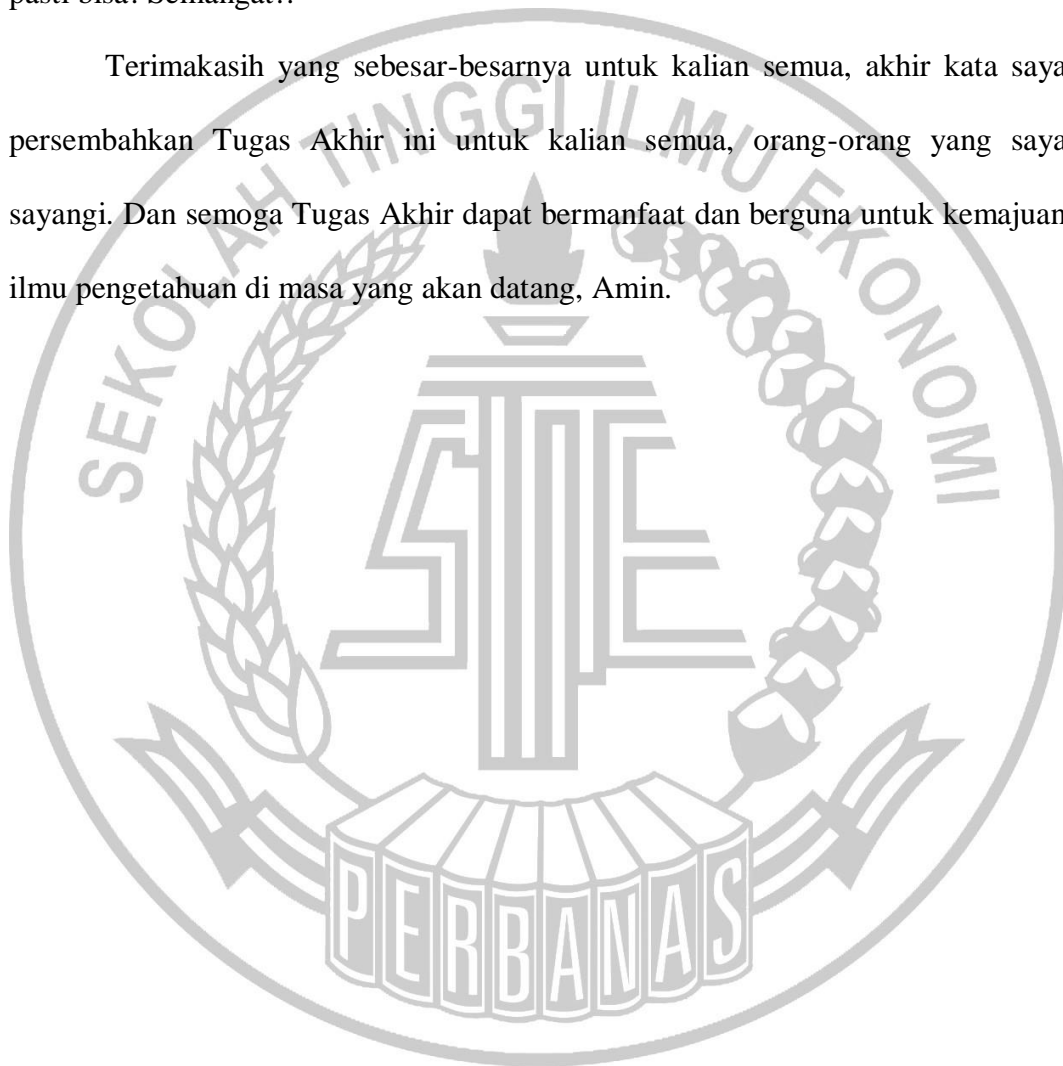 pasti bisa! Semangat!!
Terimakasih yang sebesar-besarnya untuk kalian semua, akhir kata saya
persembahkan Tugas Akhir ini untuk kalian semua, orang-orang yang saya
sayangi. Dan semoga Tugas Akhir dapat bermanfaat dan berguna untuk kemajuan
ilmu pengetahuan di masa yang akan datang, Amin.
SEKOLAH TINGGI ILMU EKONOMI
STIE
PERBANAS